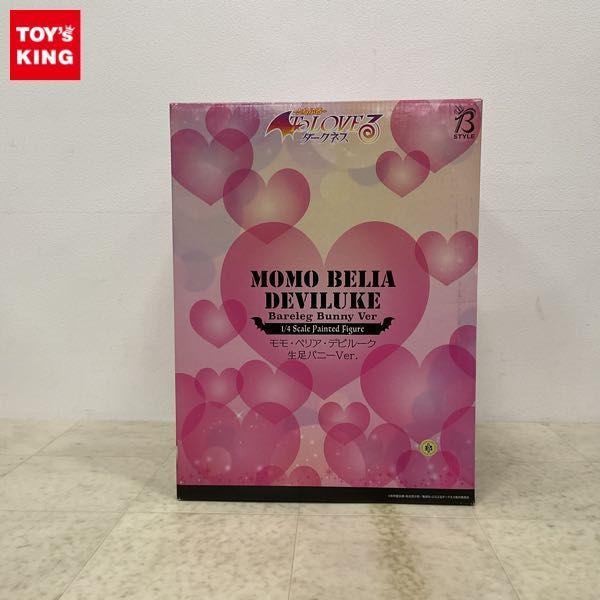 TOY's
KING
To LOVEる
ダークネス
B
STYLE
MOMO BELIA
DEVILUKE
Bareleg Bunny Ver
1/4 Scale Painted Figure
モモ・ベリア・デビルーク
生足バニーVer.